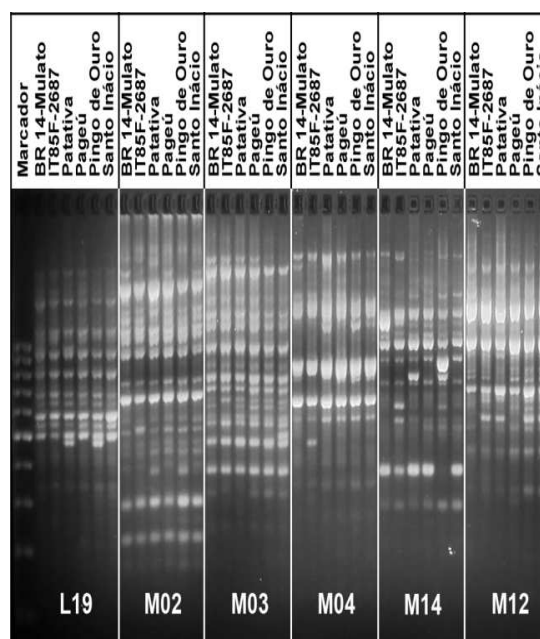 Marcador
BR 14-Mulato
IT85F-2687
Patativa
Pageú
Pingo de Ouro
Santo Inácio
BR 14-Mulato
IT85F-2687
Patativa
Pageú
Pingo de Ouro
Santo Inácio
BR 14-Mulato
IT85F-2687
Patativa
Pageú
Pingo de Ouro
Santo Inácio
BR 14-Mulato
IT85F-2687
Patativa
Pageú
Pingo de Ouro
Santo Inácio
BR 14-Mulato
IT85F-2687
Patativa
Pageú
Pingo de Ouro
Santo Inácio
BR 14-Mulato
IT85F-2687
Patativa
Pageú
Pingo de Ouro
L19
M02
M03
M04
M14
M12